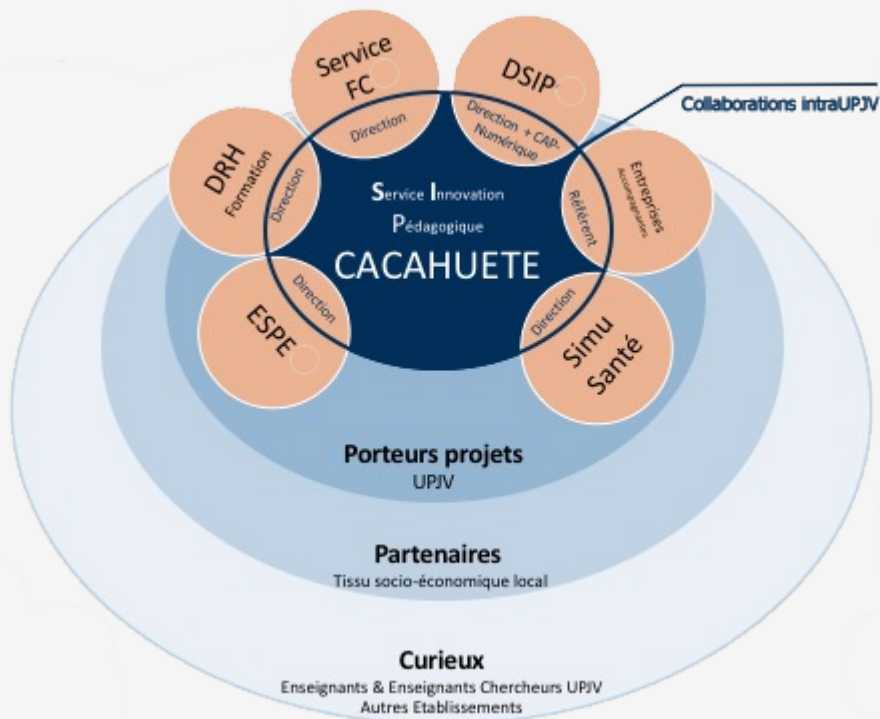 Service
FC
Direction
DSIP
Direction + CAP-
Numérique
Collaborations intraUPJV
DRH
Formation
Direction
Entreprises
Accompagnantes
Référent
Service Innovation
Pédagogique
CACAHUETE
ESPE
Direction
Simu
Santé
Direction
Porteurs projets
UPJV
Partenaires
Tissu socio-économique local
Curieux
Enseignants & Enseignants Chercheurs UPJV
Autres Etablissements